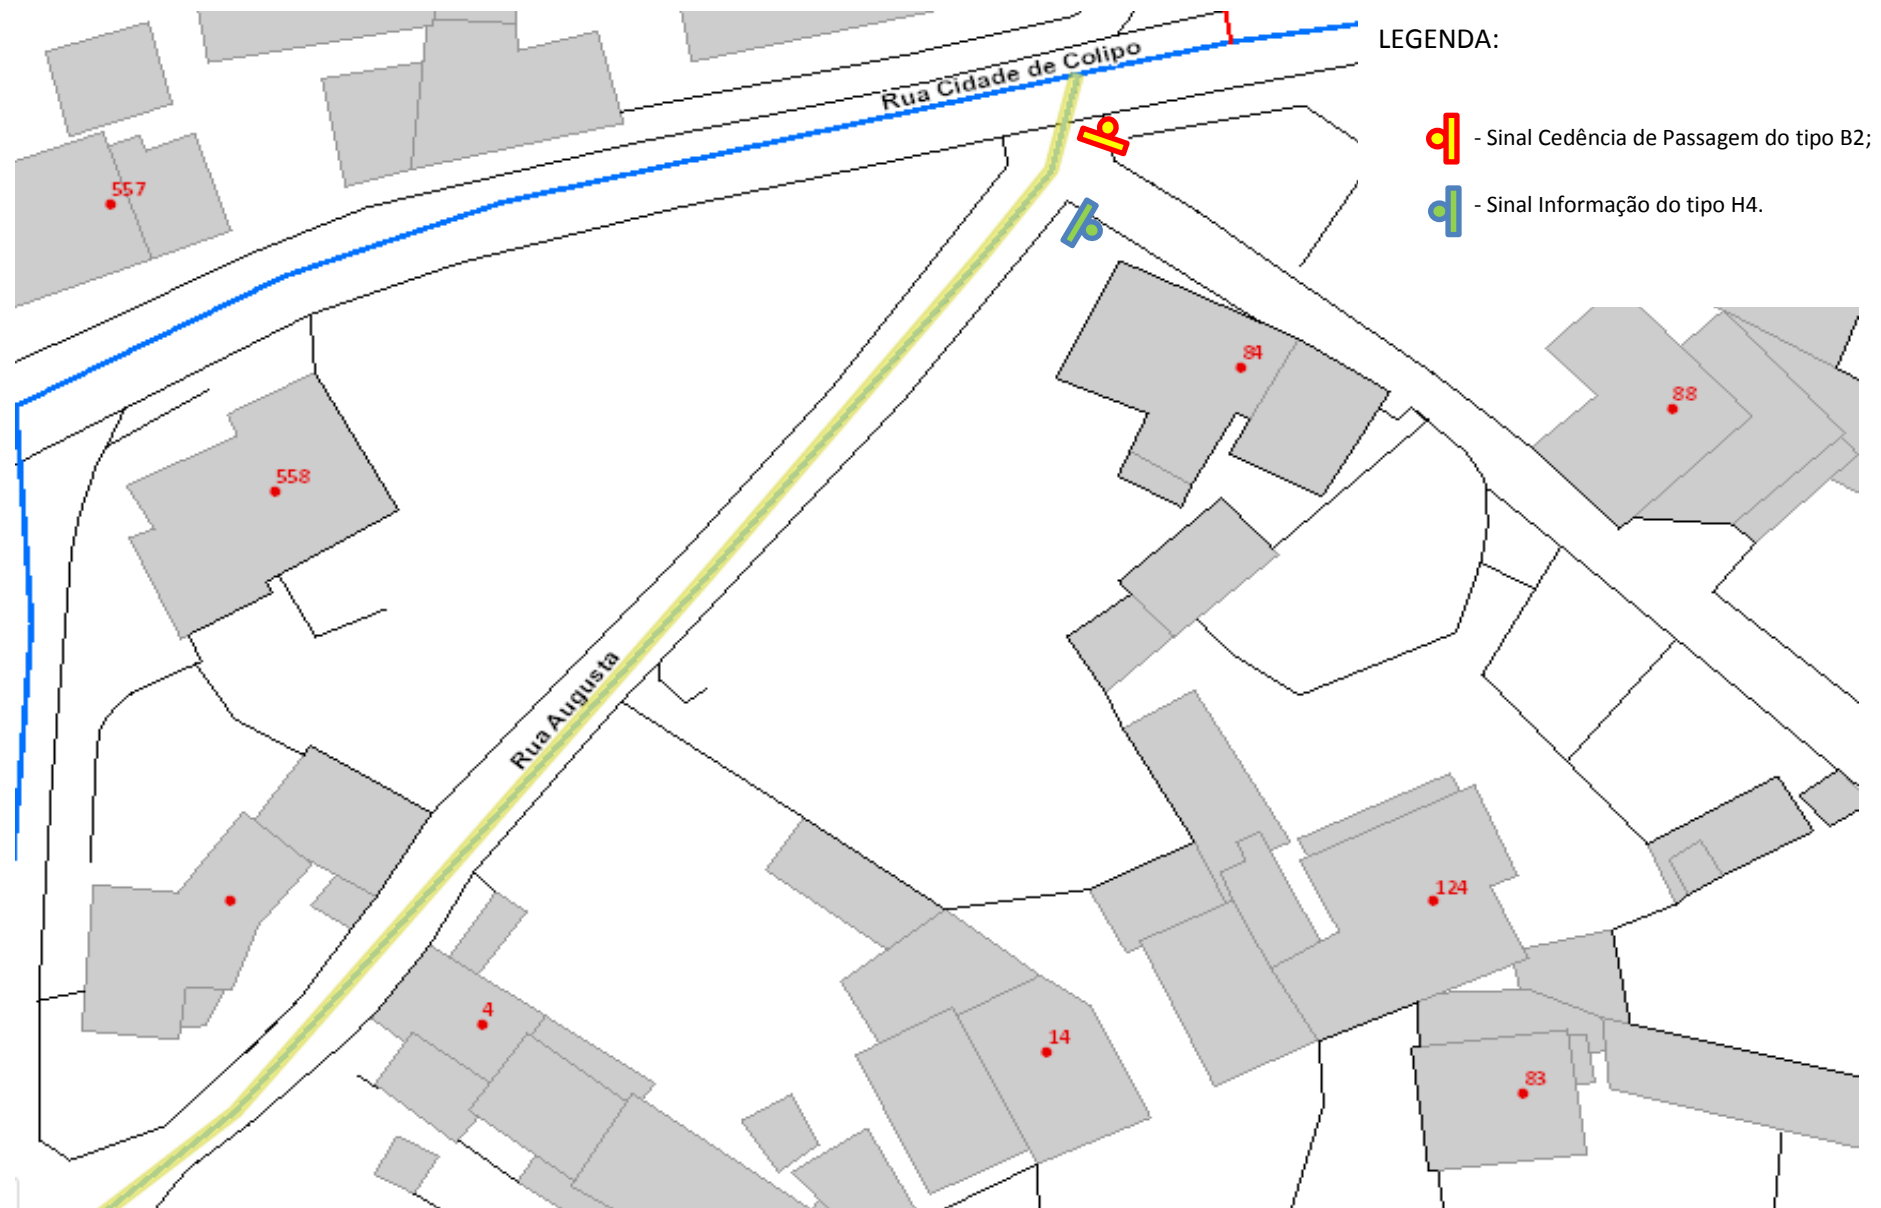 LEGENDA:
Rua Cidade de Colipo
- Sinal Cedência de Passagem do tipo B2;
557
- Sinal Informação do tipo H4.
84
88
558
Rua Augusta
124
4
14
83